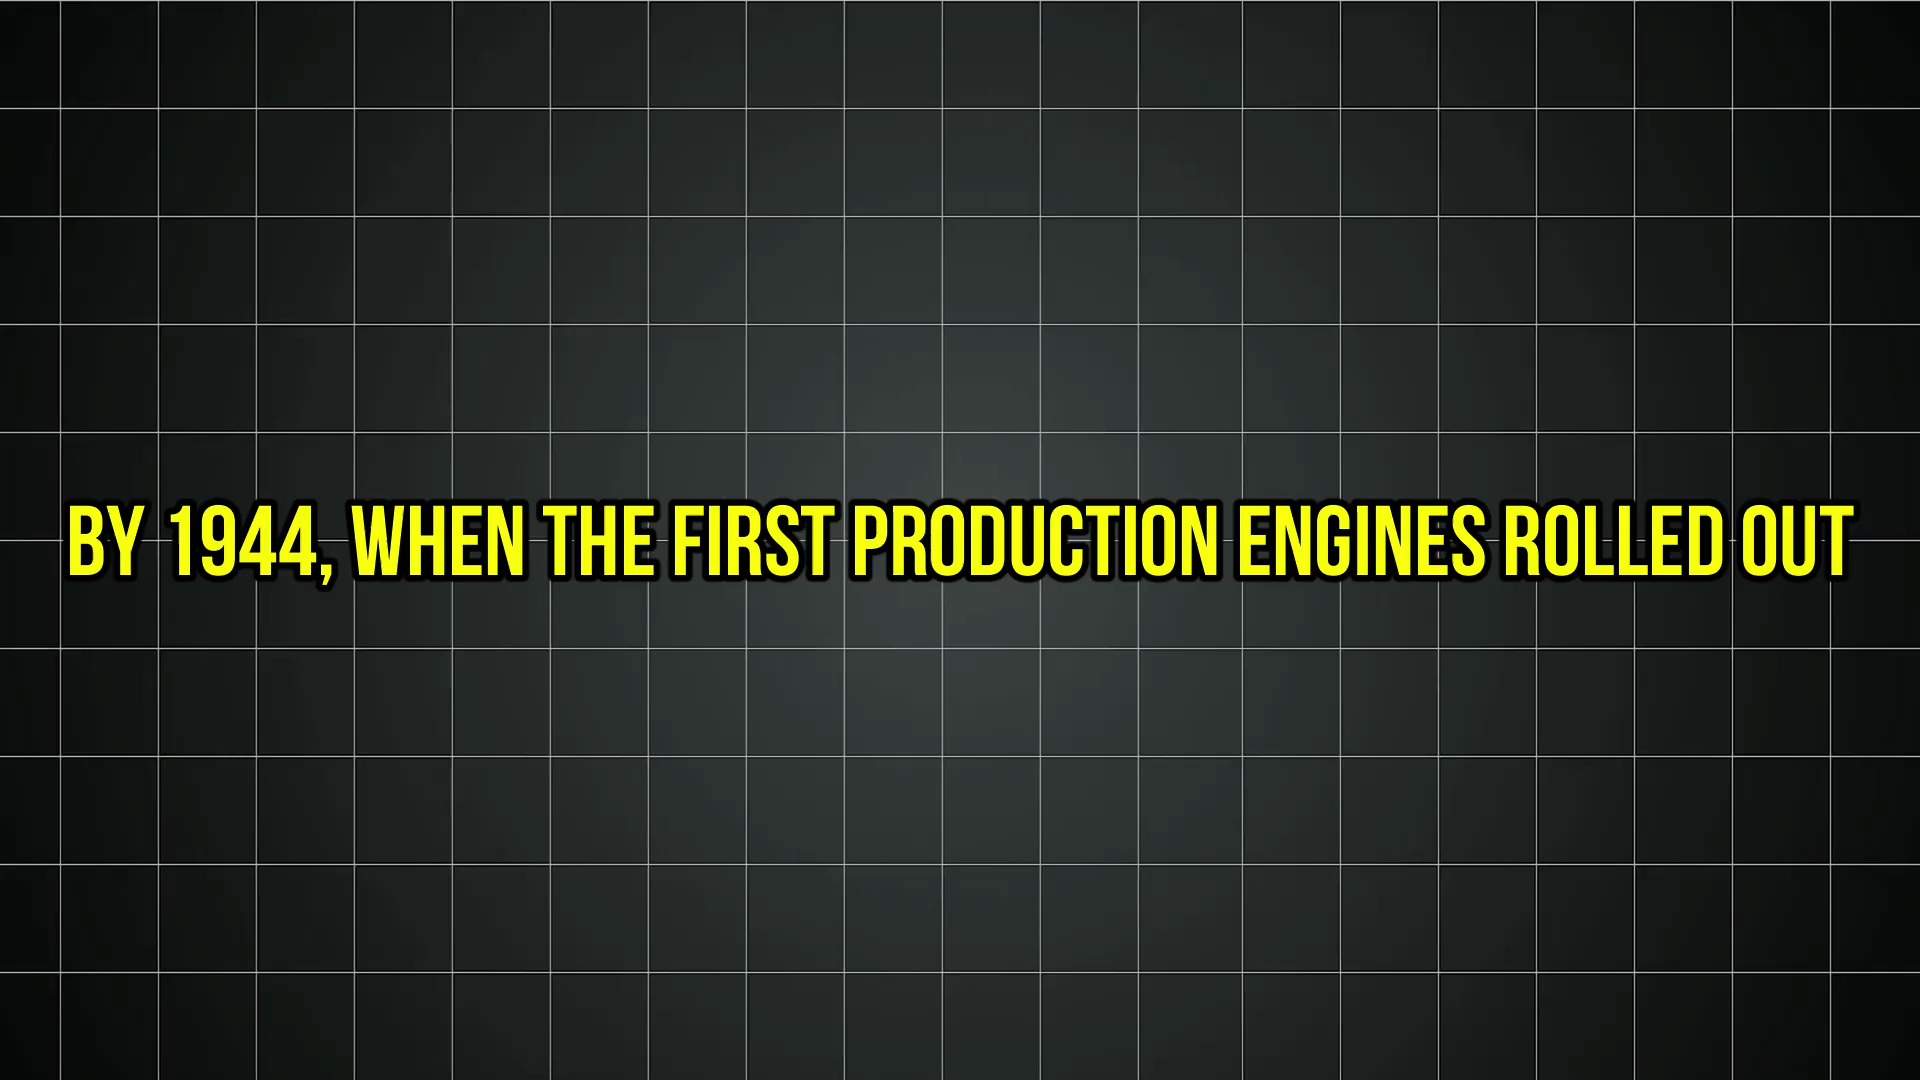 BY 1944, WHEN THE FIRST PRODUCTION ENGINES ROLLED OUT